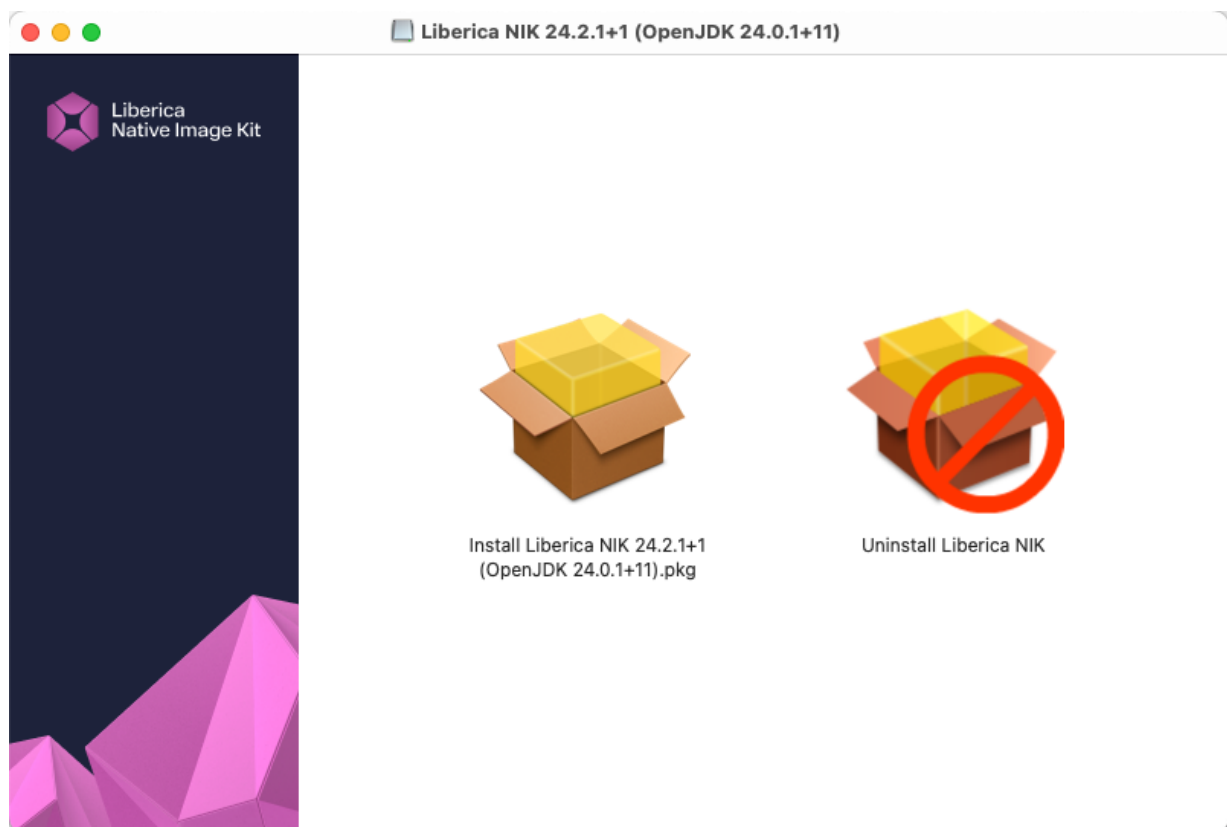 Liberica NIK 24.2.1+1 (OpenJDK 24.0.1+11)
Liberica
Native Image Kit
Install Liberica NIK 24.2.1+1
(OpenJDK 24.0.1+11).pkg
Uninstall Liberica NIK